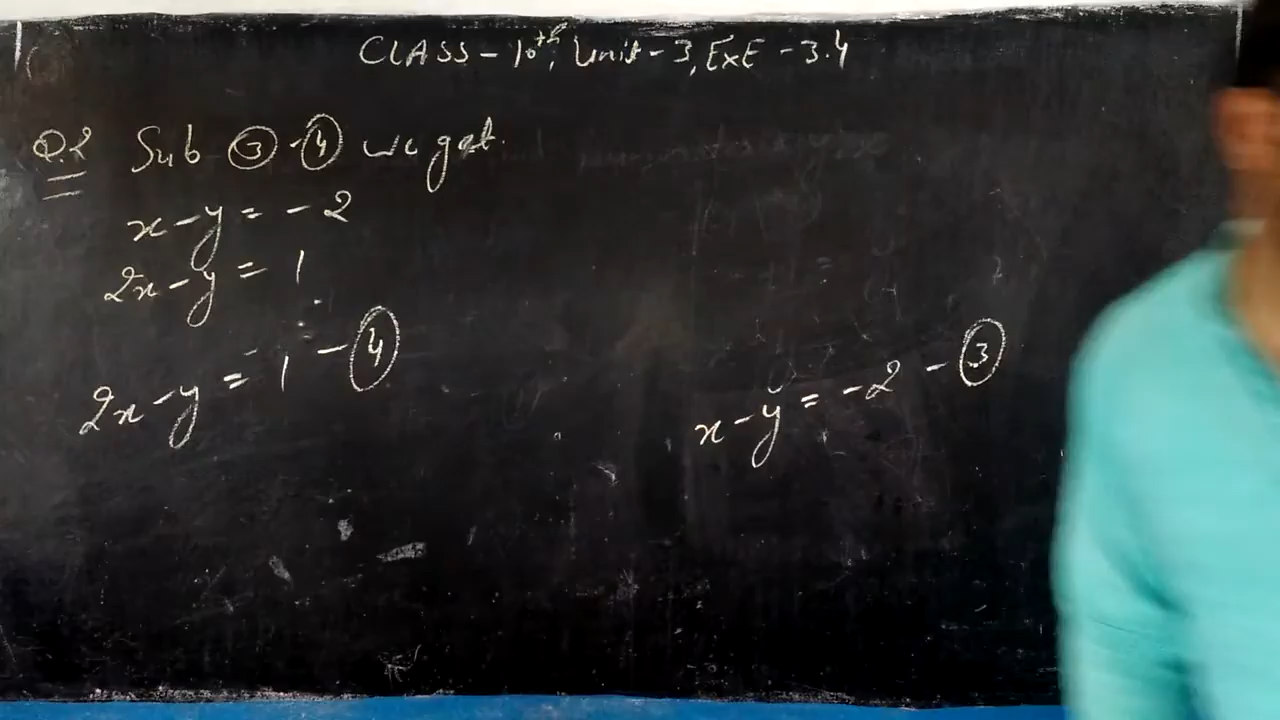 CLASS - 10th, Unit - 3, ExE - 3.4
Q.2 Sub ③ - ④ we get.
x - y = - 2
2x - y = 1
2x - y = 1 - ④
x - y = - 2 - ③